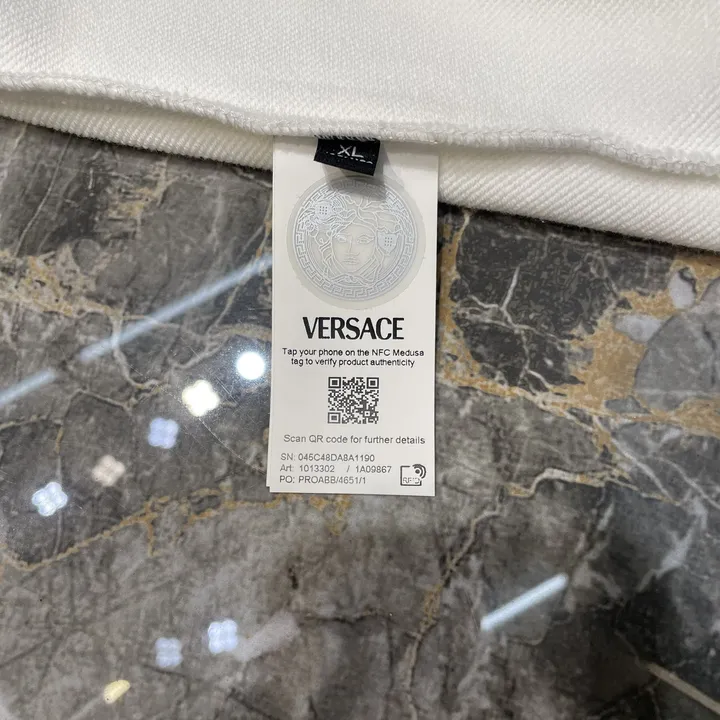 XL
VERSACE
Tap your phone on the NFC Medusa
tag to verify product authenticity
Scan QR code for further details
SN: 045C48DA8A1190
Art: 1013302 / 1A09867
PO: PROABB/4651/1
RFID